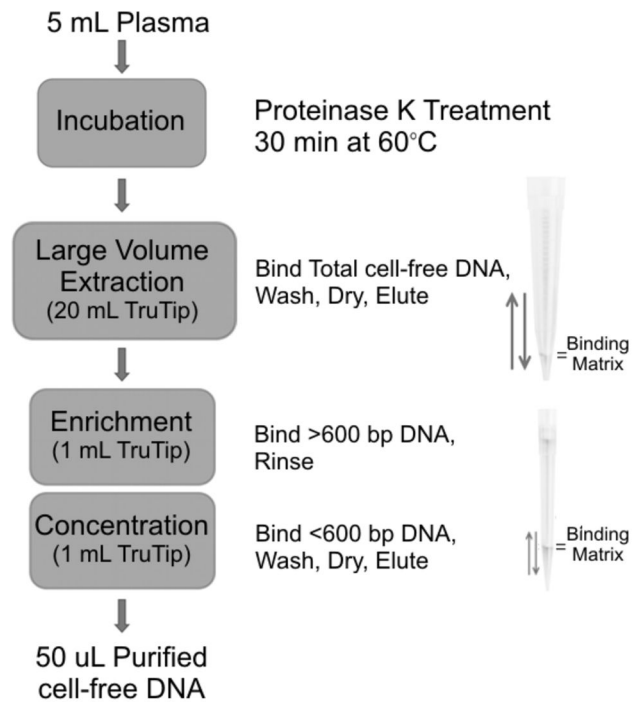 5 mL Plasma
Incubation
Proteinase K Treatment
30 min at 60°C
Large Volume
Extraction
(20 mL TruTip)
Bind Total cell-free DNA,
Wash, Dry, Elute
=Binding
Matrix
Enrichment
(1 mL TruTip)
Bind >600 bp DNA,
Rinse
Concentration
(1 mL TruTip)
Bind <600 bp DNA,
Wash, Dry, Elute
=Binding
Matrix
50 uL Purified
cell-free DNA